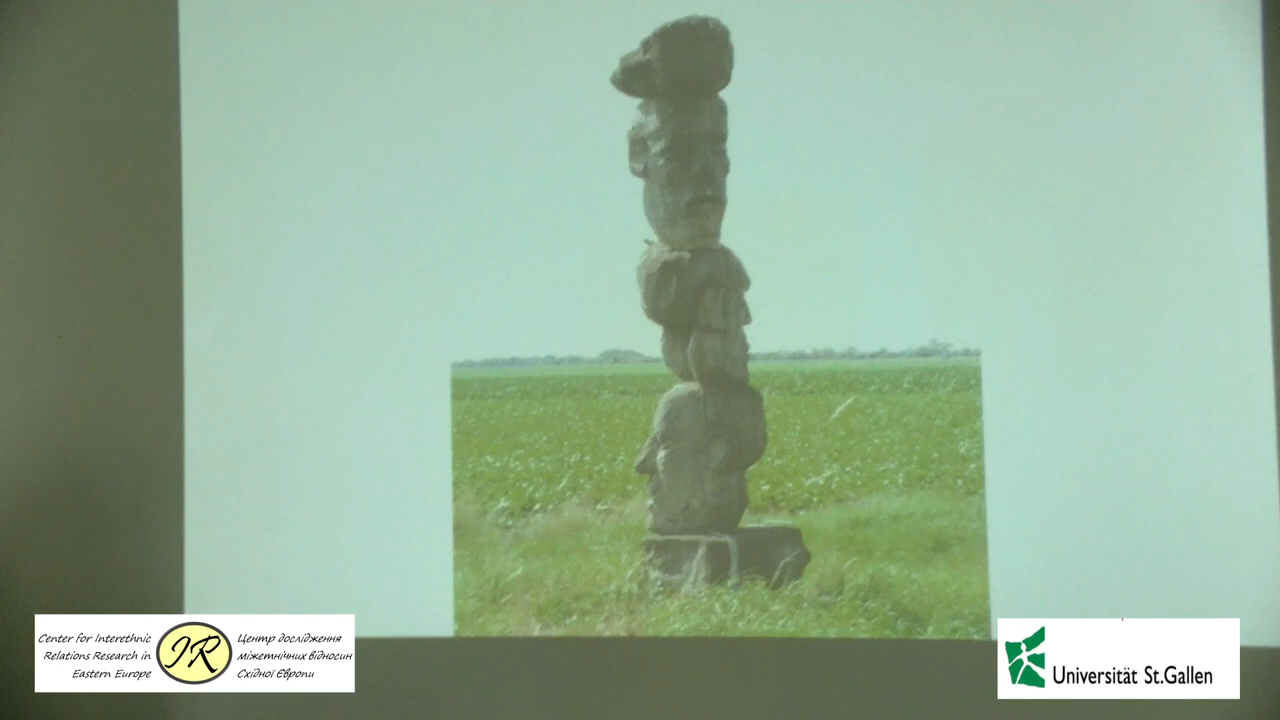 Center for Interethnic
Relations Research in
Eastern Europe
IR
Центр дослідження
міжетнічних відносин
Східної Європи
Universität St.Gallen